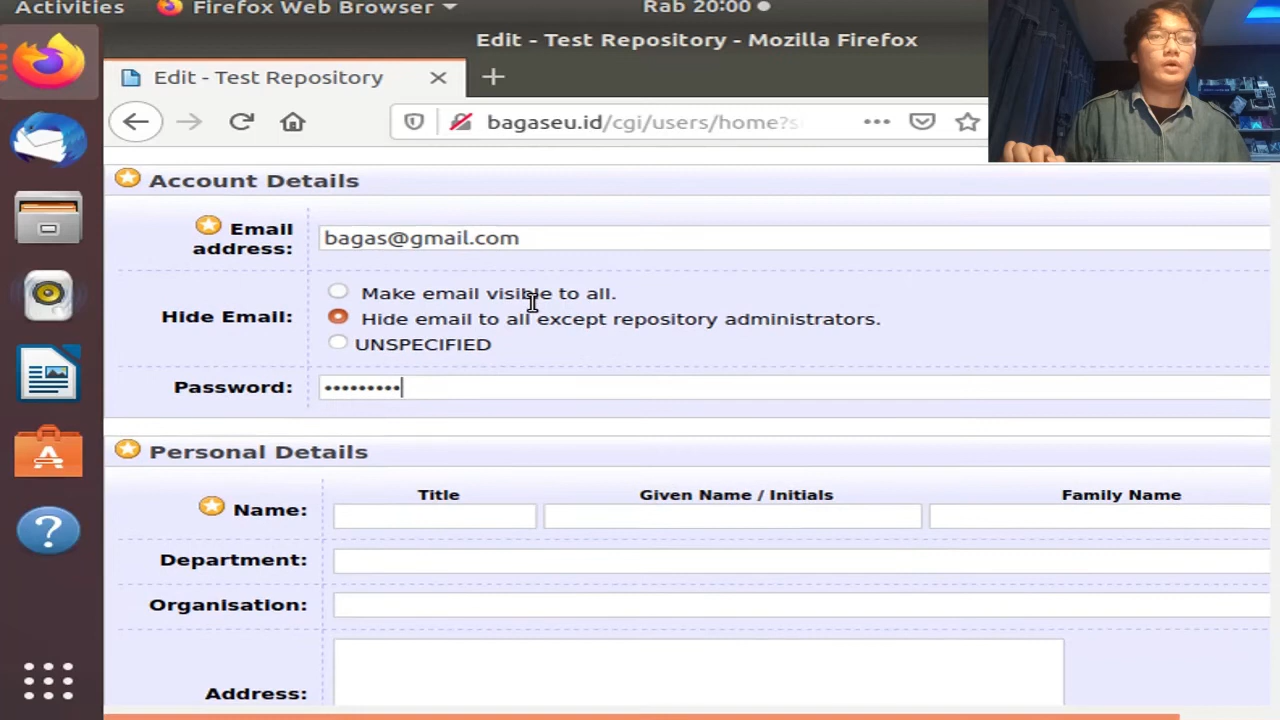 Activities Firefox Web Browser Rab 20:00
Edit - Test Repository - Mozilla Firefox
Edit - Test Repository
bagaseu.id/cgi/users/home?s
Account Details
Email address: bagas@gmail.com
Hide Email:
Make email visible to all.
Hide email to all except repository administrators.
UNSPECIFIED
Password: •••••••••
Personal Details
Title Given Name / Initials Family Name
Name:
Department:
Organisation:
Address: